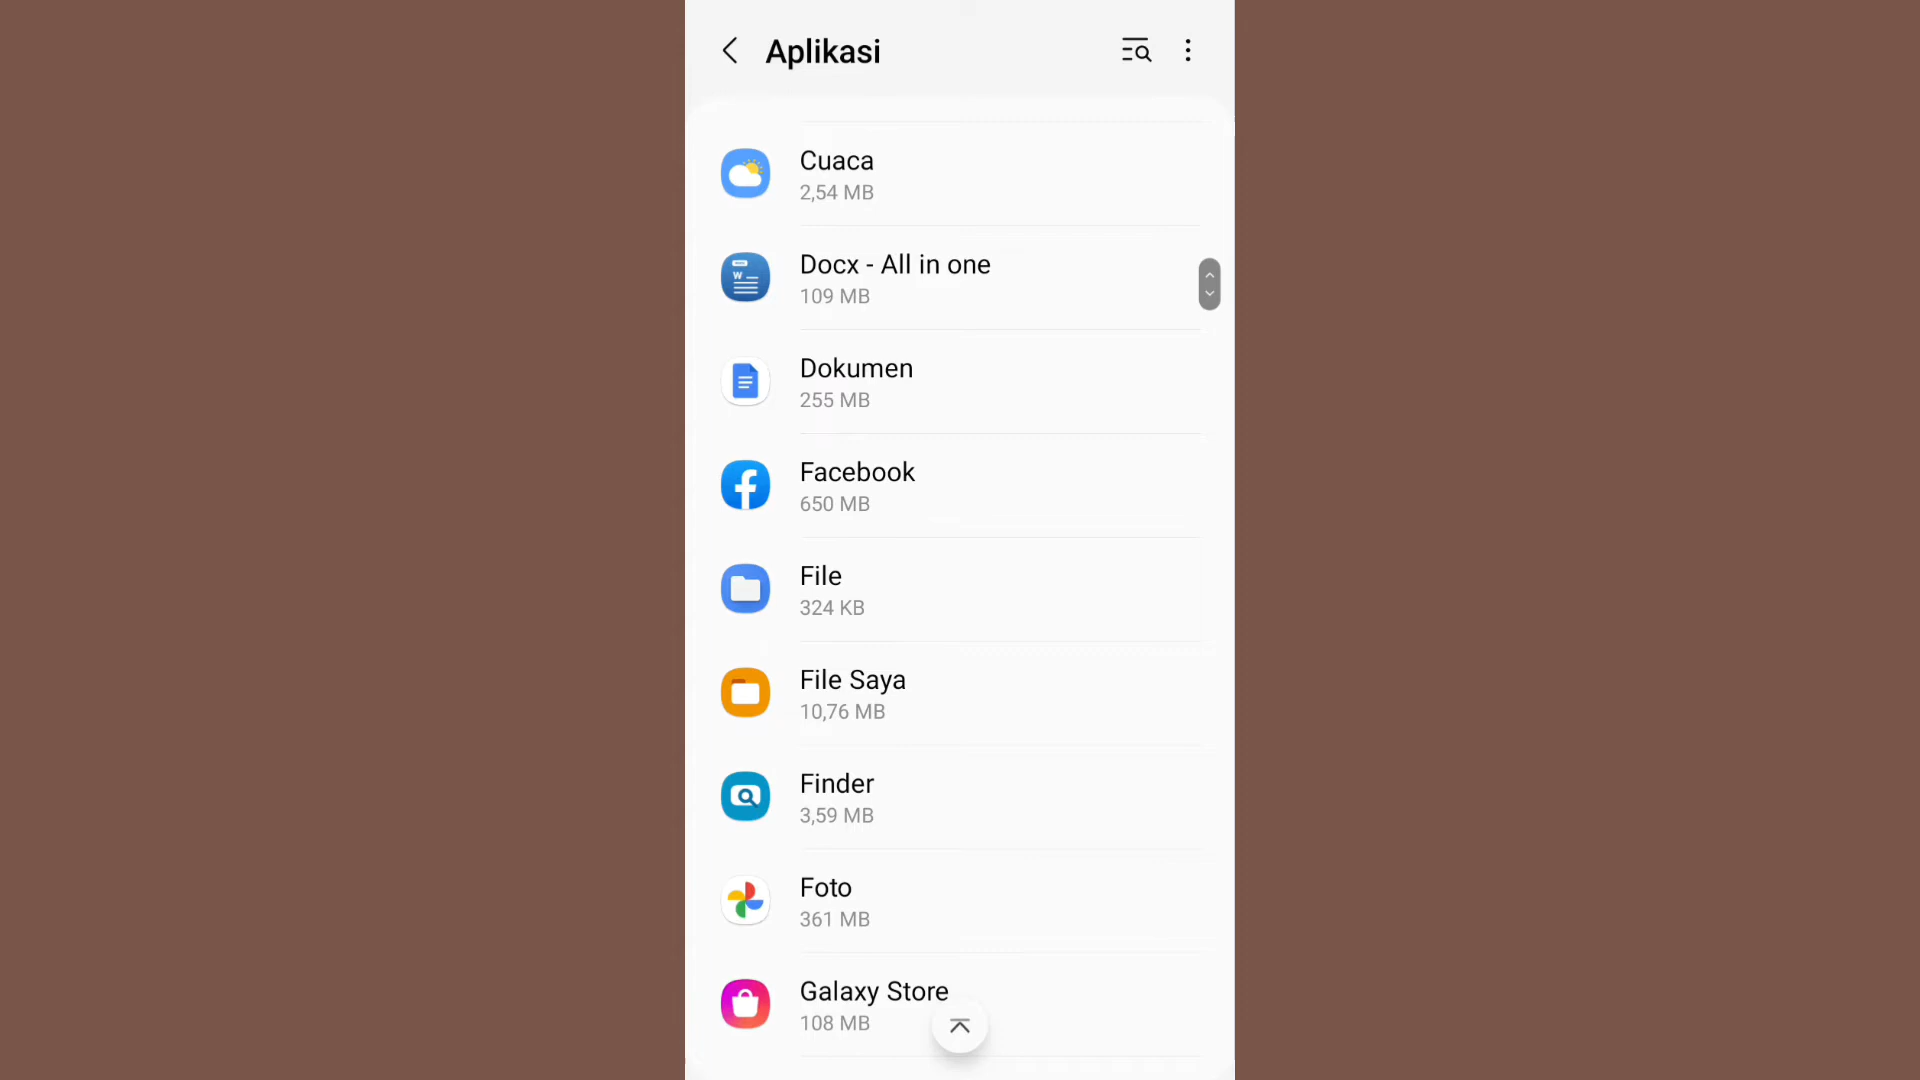 Aplikasi
Cuaca
2,54 MB
Docx - All in one
109 MB
W
Dokumen
255 MB
Facebook
650 MB
File
324 KB
File Saya
10,76 MB
Finder
3,59 MB
Foto
361 MB
Galaxy Store
108 MB